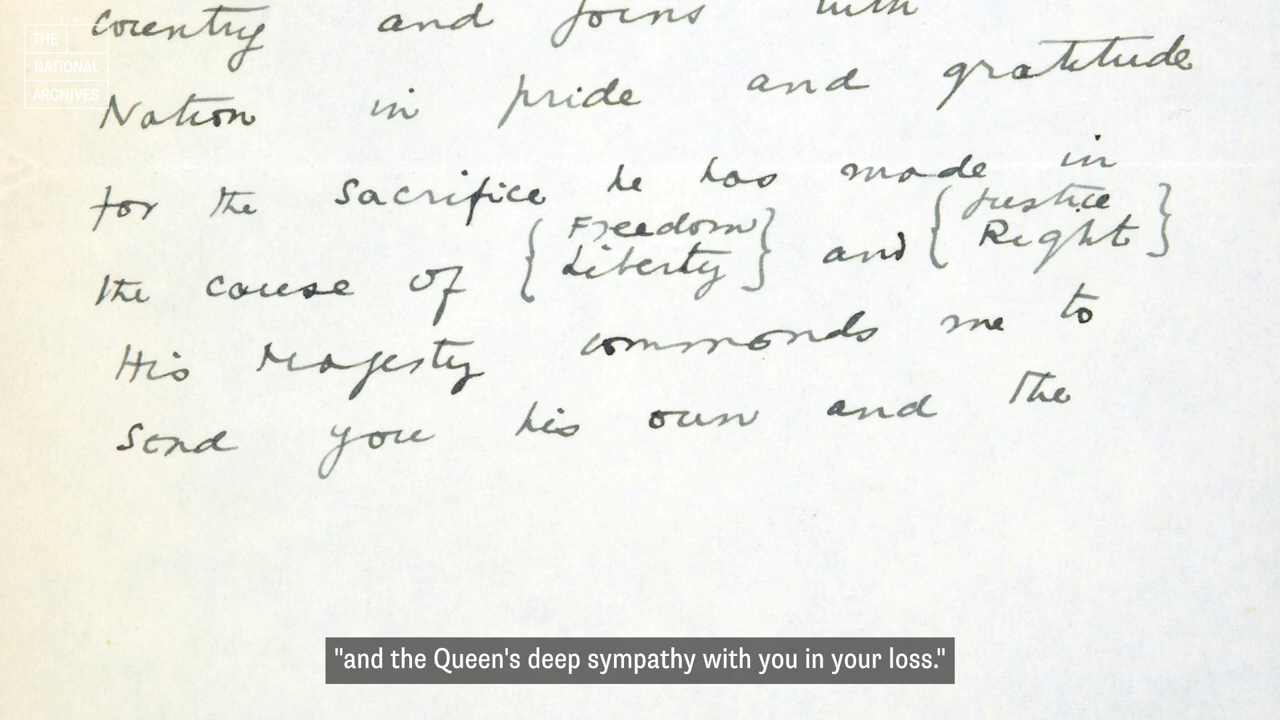 THE
NATIONAL
ARCHIVES
country and joins with
Nation in pride and gratitude
for the sacrifice he has made in
the cause of { Freedom } and { Justice }
Liberty Right
His Majesty commands me to
send you his own and the
"and the Queen's deep sympathy with you in your loss."